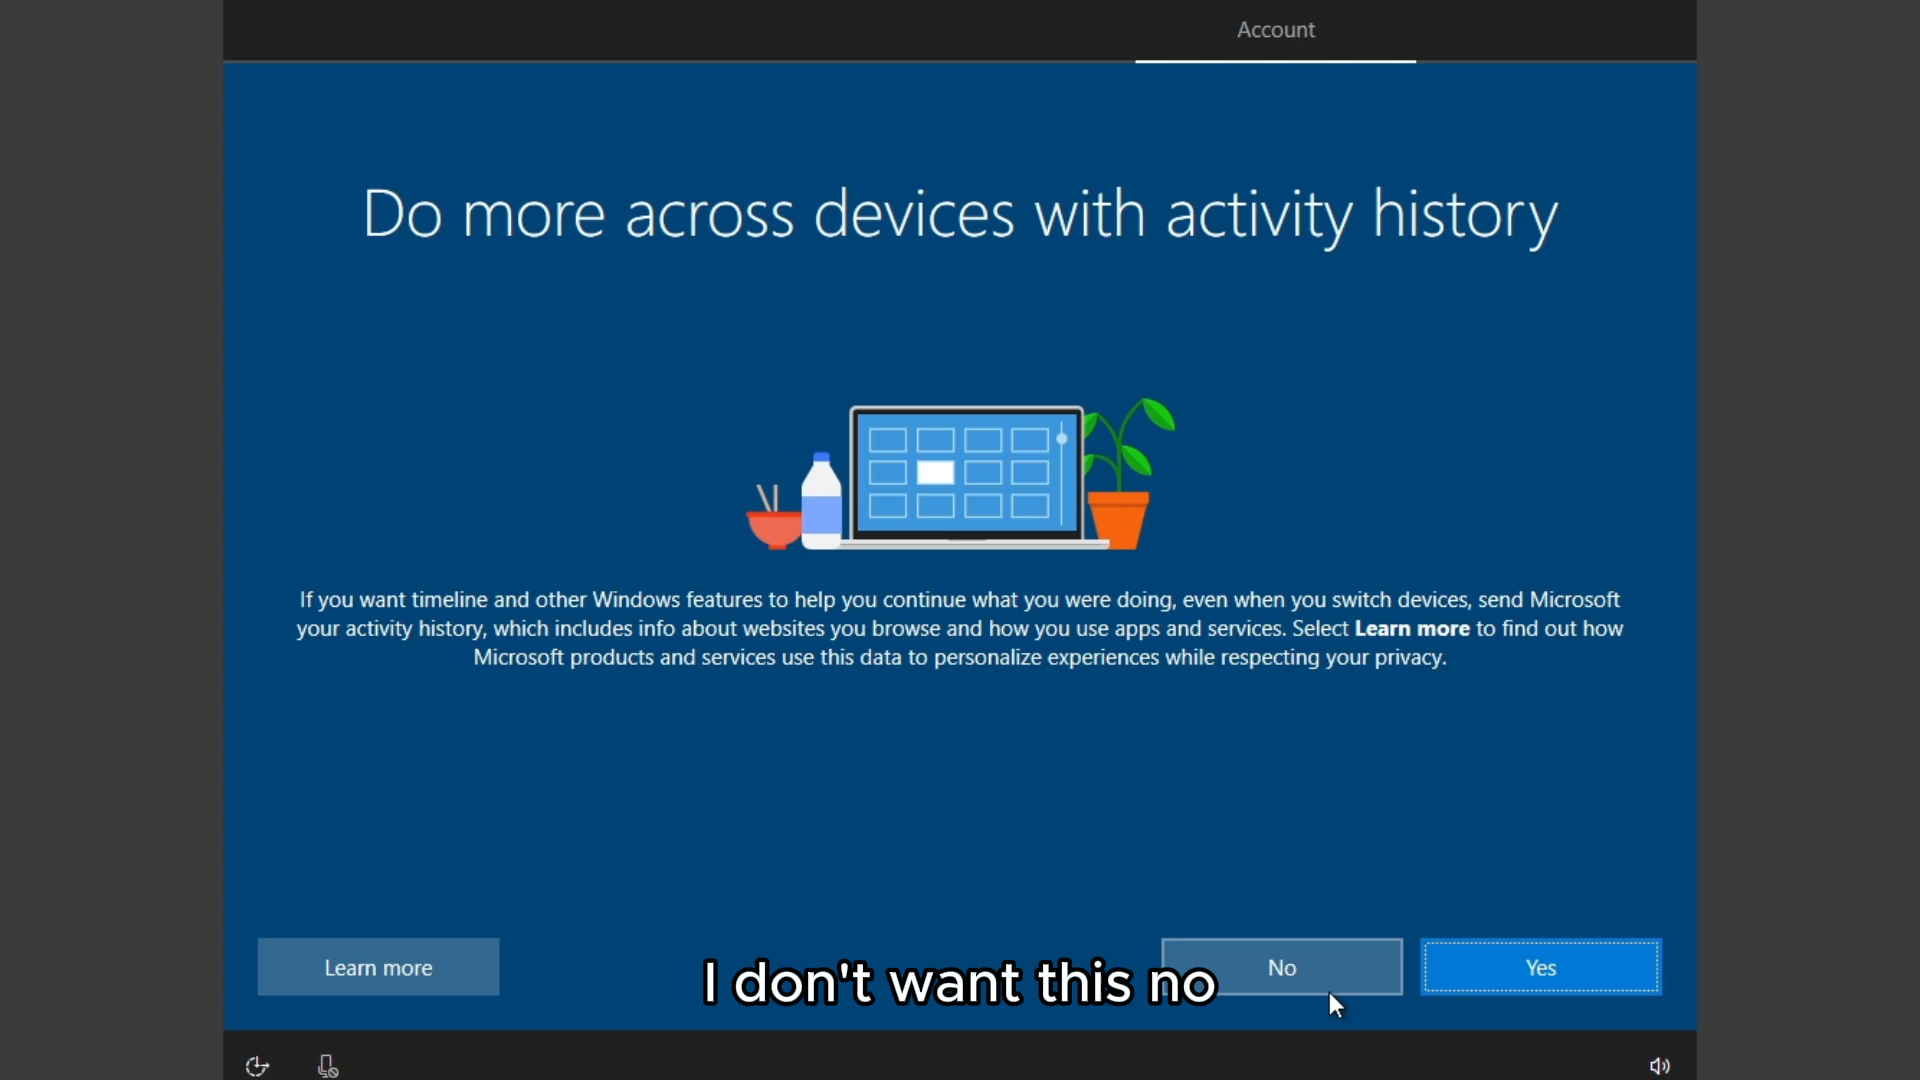 Account
Do more across devices with activity history
If you want timeline and other Windows features to help you continue what you were doing, even when you switch devices, send Microsoft
your activity history, which includes info about websites you browse and how you use apps and services. Select Learn more to find out how
Microsoft products and services use this data to personalize experiences while respecting your privacy.
Learn more
I don't want this no
No
Yes